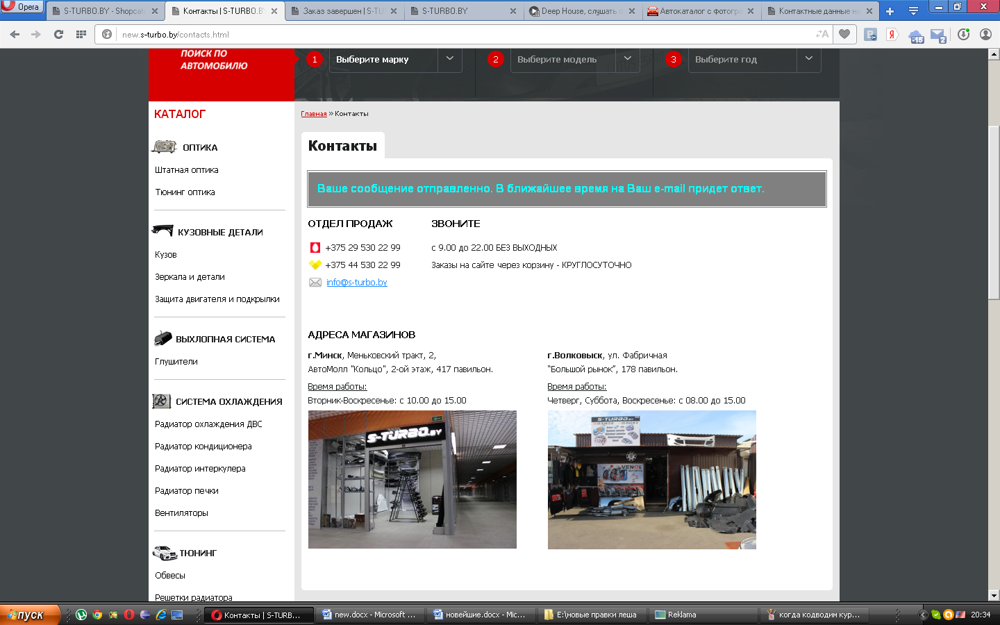 Opera
S-TURBO.BY - Shopcat
Контакты | S-TURBO.B
Заказ завершен | S-TU
S-TURBO.BY
Deep House, слушать о
Автокаталог с фотогра
Контактные данные на
new.s-turbo.by/contacts.html
15
2
ПОИСК ПО
АВТОМОБИЛЮ
1 Выберите марку
2 Выберите модель
3 Выберите год
КАТАЛОГ
ОПТИКА
Штатная оптика
Тюнинг оптика
КУЗОВНЫЕ ДЕТАЛИ
Кузов
Зеркала и детали
Защита двигателя и подкрылки
ВЫХЛОПНАЯ СИСТЕМА
Глушители
СИСТЕМА ОХЛАЖДЕНИЯ
Радиатор охлаждения ДВС
Радиатор кондиционера
Радиатор интеркулера
Радиатор печки
Вентиляторы
ТЮНИНГ
Обвесы
Решетки радиатора
Главная » Контакты
Контакты
Ваше сообщение отправленно. В ближайшее время на Ваш e-mail придет ответ.
ОТДЕЛ ПРОДАЖ
+375 29 530 22 99
+375 44 530 22 99
info@s-turbo.by
ЗВОНИТЕ
с 9.00 до 22.00 БЕЗ ВЫХОДНЫХ
Заказы на сайте через корзину - КРУГЛОСУТОЧНО
АДРЕСА МАГАЗИНОВ
г.Минск, Меньковский тракт, 2,
АвтоМолл "Кольцо", 2-ой этаж, 417 павильон.
Время работы:
Вторник-Воскресенье: с 10.00 до 15.00
S-TURBO.BY
г.Волковыск, ул. Фабричная
“Большой рынок”, 178 павильон.
Время работы:
Четверг, Суббота, Воскресенье: с 08.00 до 15.00
S-TURBO.BY
VENOL
пуск
Контакты | S-TURB...
new.docx - Microsoft ...
новейшие.docx - Mic...
E:\новые правки леша
Reklama
когда кодводим кур...
20:34